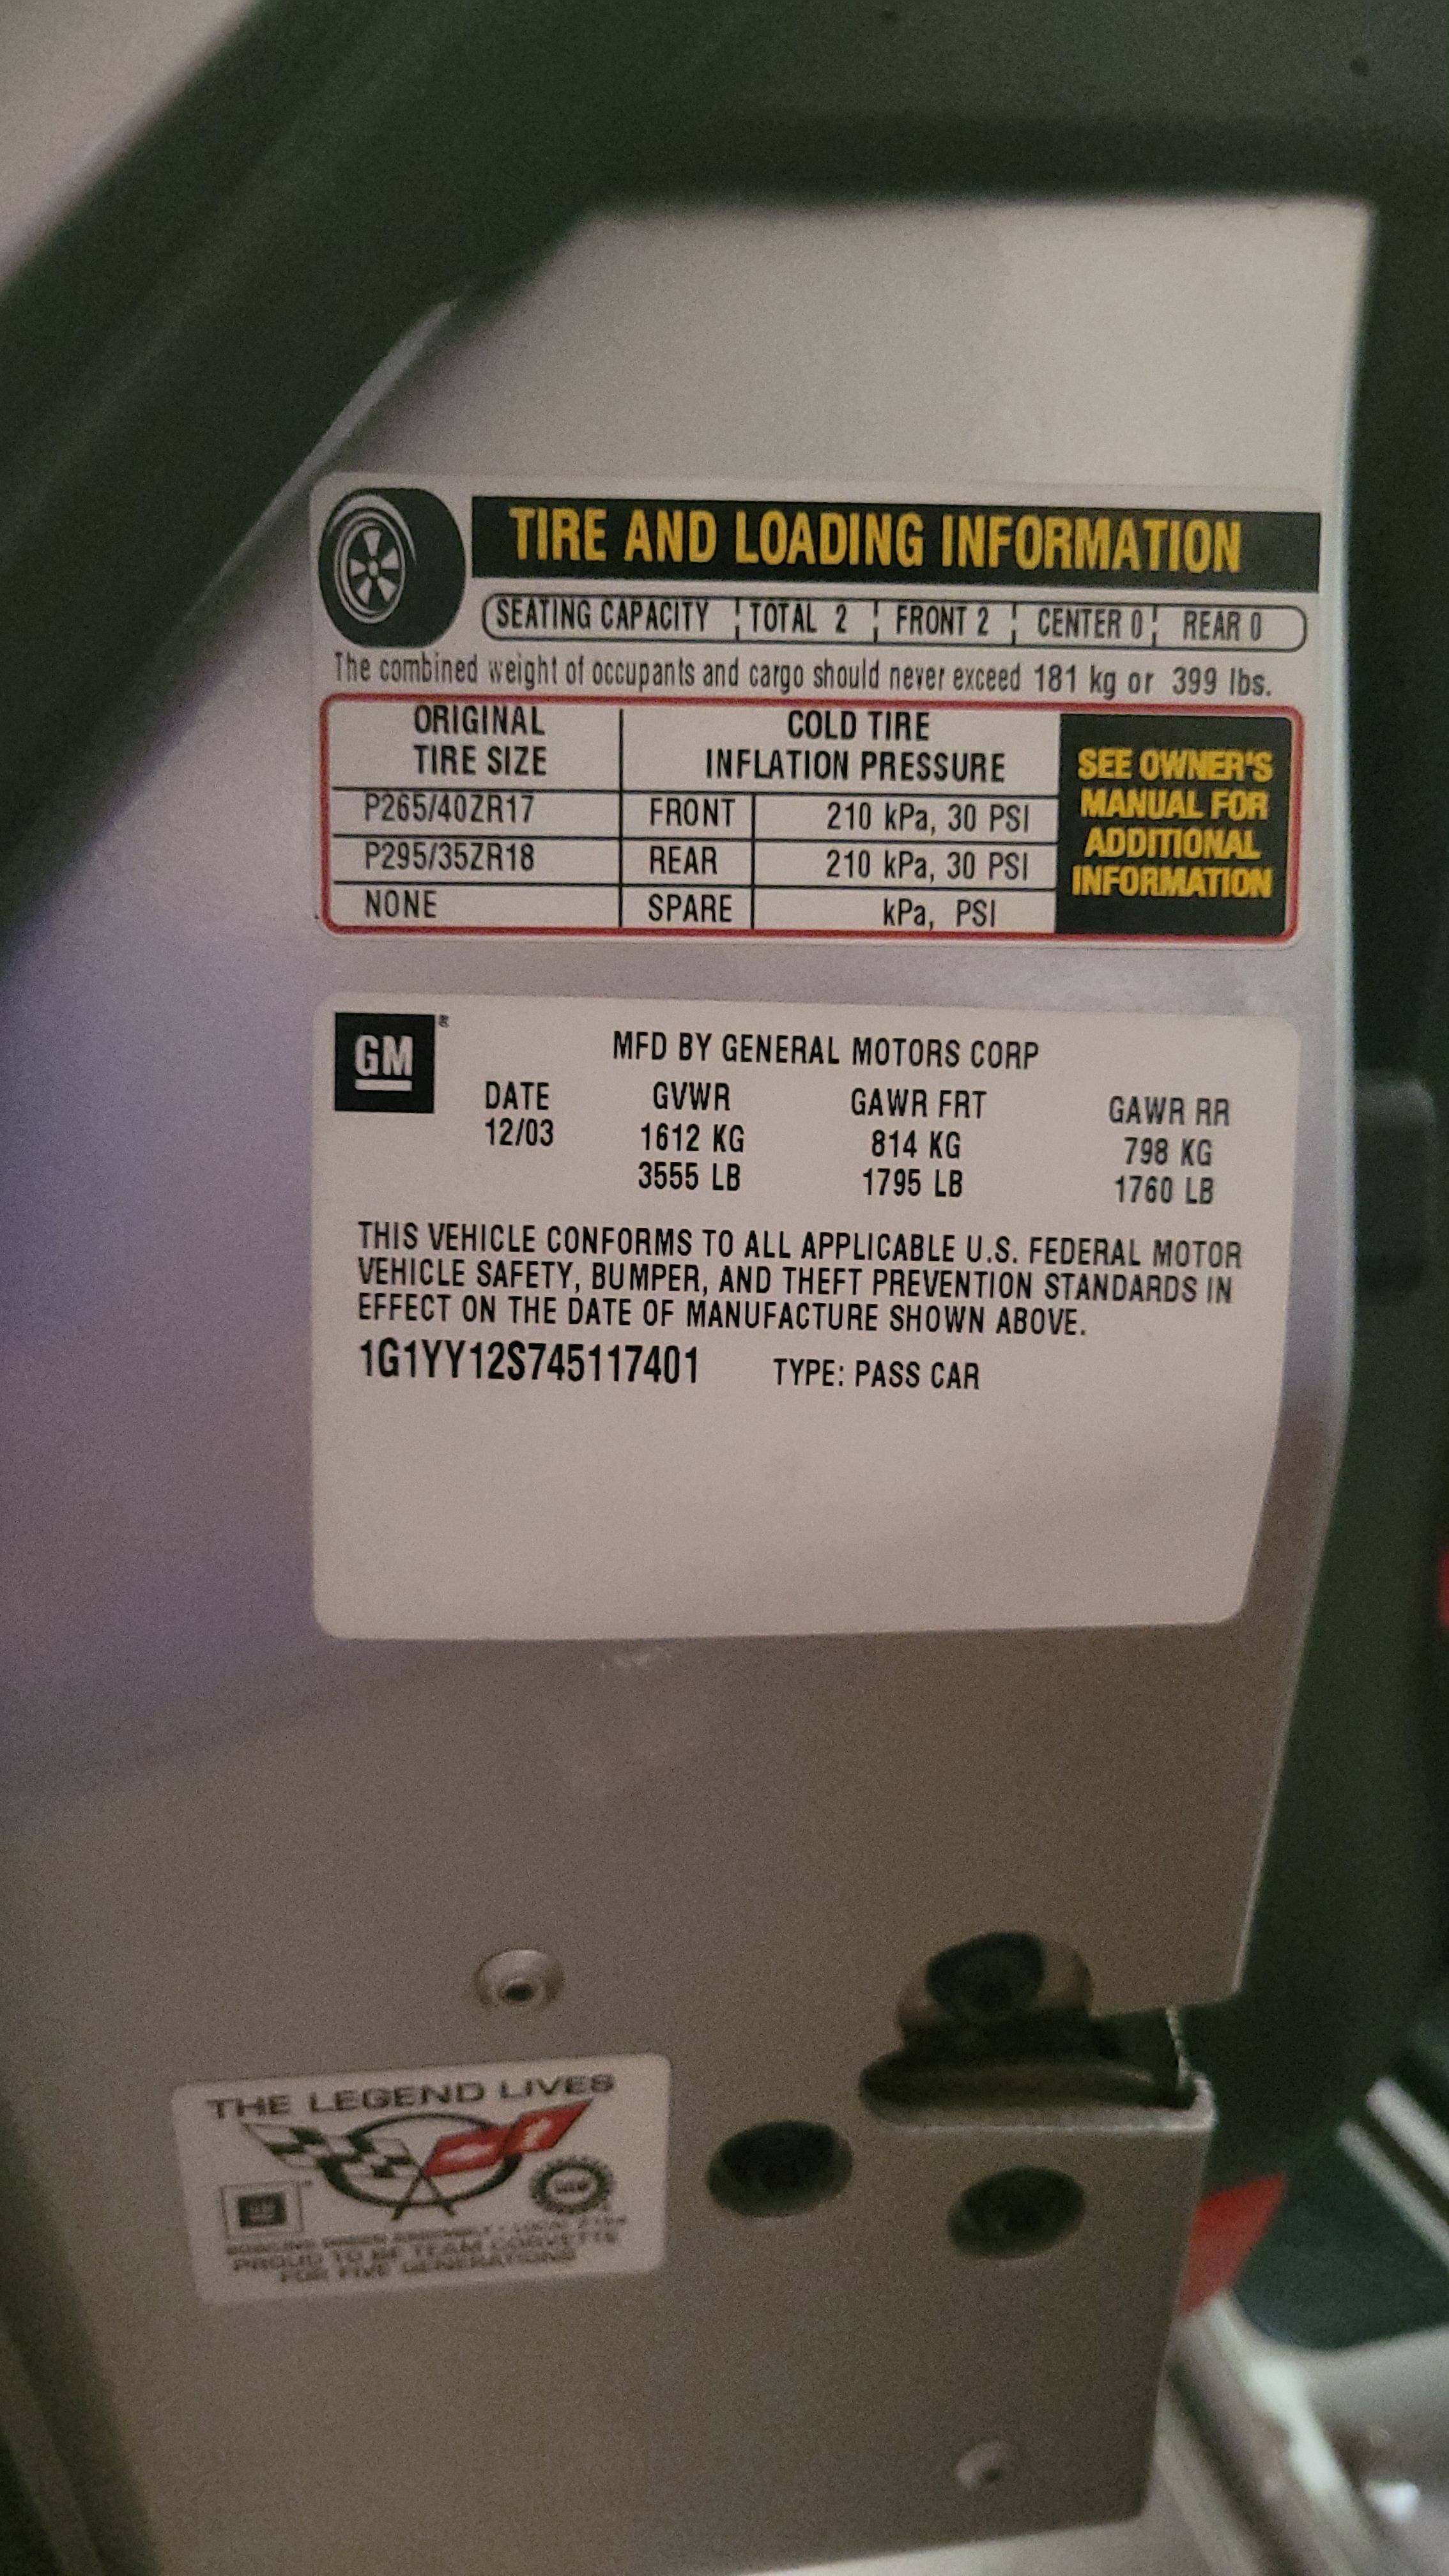 TIRE AND LOADING INFORMATION
SEATING CAPACITY TOTAL 2 FRONT 2 CENTER 0 REAR 0
The combined weight of occupants and cargo should never exceed 181 kg or 399 lbs.
ORIGINAL TIRE SIZE COLD TIRE INFLATION PRESSURE
P265/40ZR17 FRONT 210 kPa, 30 PSI
P295/35ZR18 REAR 210 kPa, 30 PSI
NONE SPARE kPa, PSI
SEE OWNER'S
MANUAL FOR
ADDITIONAL
INFORMATION
GM®
MFD BY GENERAL MOTORS CORP
DATE GVWR GAWR FRT GAWR RR
12/03 1612 KG 814 KG 798 KG
3555 LB 1795 LB 1760 LB
THIS VEHICLE CONFORMS TO ALL APPLICABLE U.S. FEDERAL MOTOR
VEHICLE SAFETY, BUMPER, AND THEFT PREVENTION STANDARDS IN
EFFECT ON THE DATE OF MANUFACTURE SHOWN ABOVE.
1G1YY12S745117401 TYPE: PASS CAR
THE LEGEND LIVES
GM
BOWLING GREEN ASSEMBLY
PROUD TO BE TEAM CORVETTE
FOR FIVE GENERATIONS